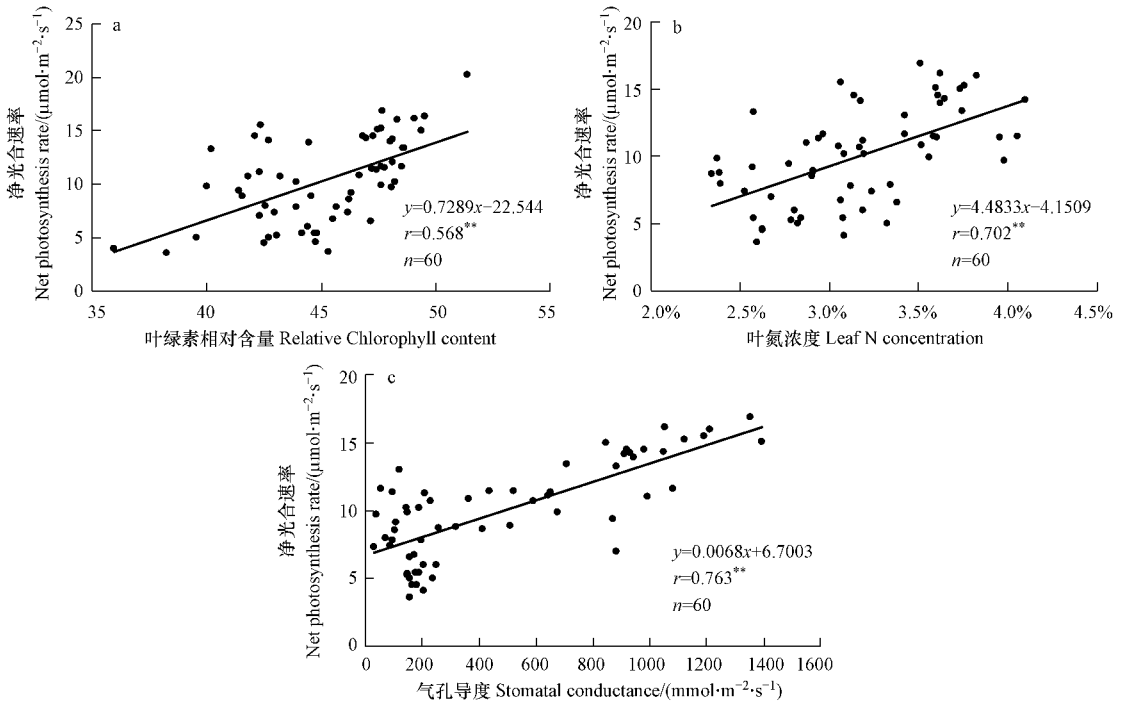 a
净光合速率
Net photosynthesis rate/(μmol·m⁻²·s⁻¹)
25
20
15
10
5
0
y=0.7289x−22.544
r=0.568**
n=60
35 40 45 50 55
叶绿素相对含量 Relative Chlorophyll content
b
净光合速率
Net photosynthesis rate/(μmol·m⁻²·s⁻¹)
20
15
10
5
0
y=4.4833x−4.1509
r=0.702**
n=60
2.0% 2.5% 3.0% 3.5% 4.0% 4.5%
叶氮浓度 Leaf N concentration
c
净光合速率
Net photosynthesis rate/(μmol·m⁻²·s⁻¹)
20
15
10
5
0
y=0.0068x+6.7003
r=0.763**
n=60
0 200 400 600 800 1000 1200 1400 1600
气孔导度 Stomatal conductance/(mmol·m⁻²·s⁻¹)